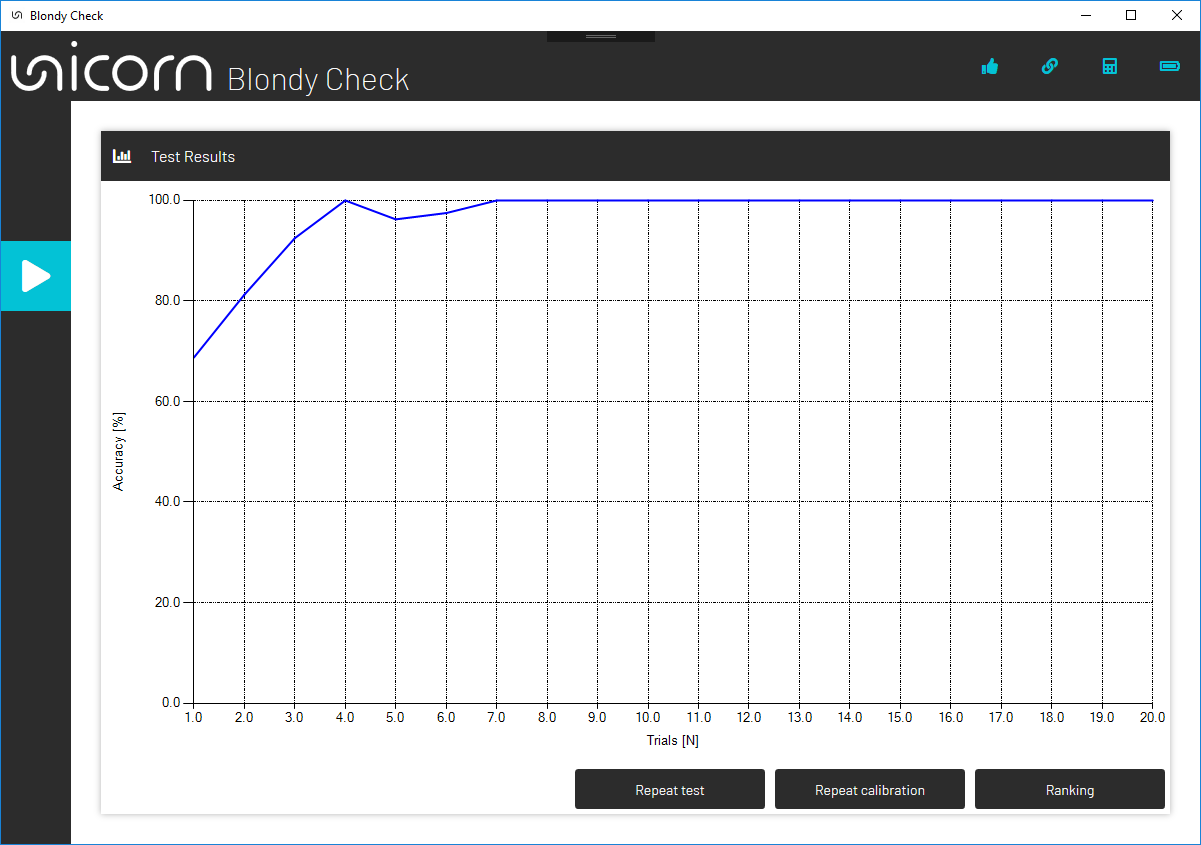 Blondy Check
unicorn Blondy Check
Test Results
100.0
80.0
60.0
40.0
20.0
0.0
Accuracy [%]
1.0 2.0 3.0 4.0 5.0 6.0 7.0 8.0 9.0 10.0 11.0 12.0 13.0 14.0 15.0 16.0 17.0 18.0 19.0 20.0
Trials [N]
Repeat test Repeat calibration Ranking